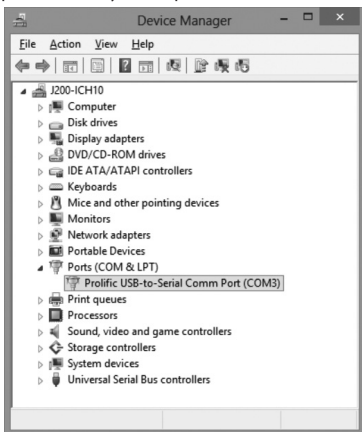 Device Manager
File Action View Help
J200-ICH10
Computer
Disk drives
Display adapters
DVD/CD-ROM drives
IDE ATA/ATAPI controllers
Keyboards
Mice and other pointing devices
Monitors
Network adapters
Portable Devices
Ports (COM & LPT)
Prolific USB-to-Serial Comm Port (COM3)
Print queues
Processors
Sound, video and game controllers
Storage controllers
System devices
Universal Serial Bus controllers